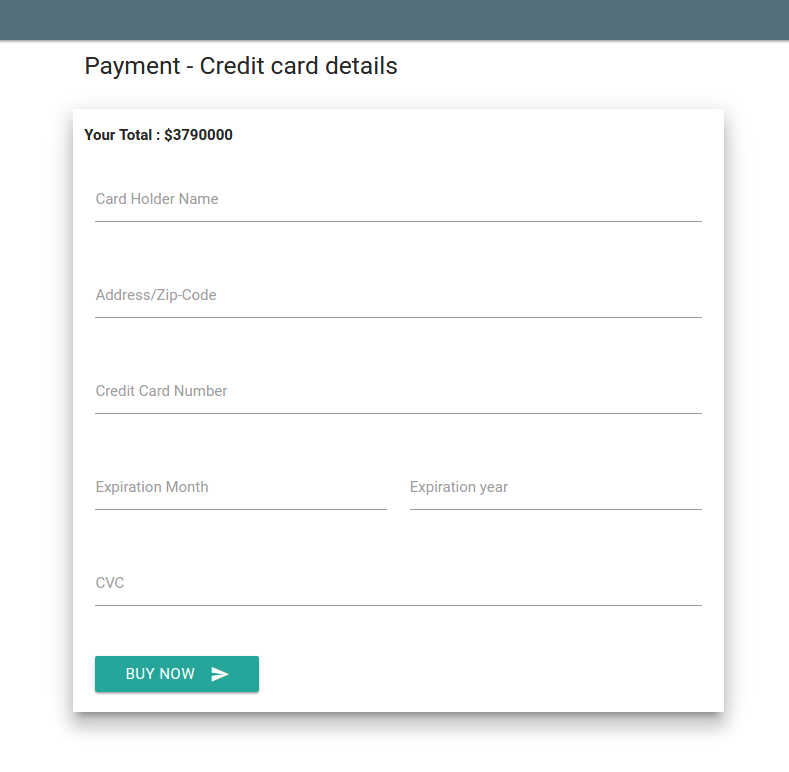 Payment - Credit card details
Your Total : $3790000
Card Holder Name
Address/Zip-Code
Credit Card Number
Expiration Month Expiration year
CVC
BUY NOW